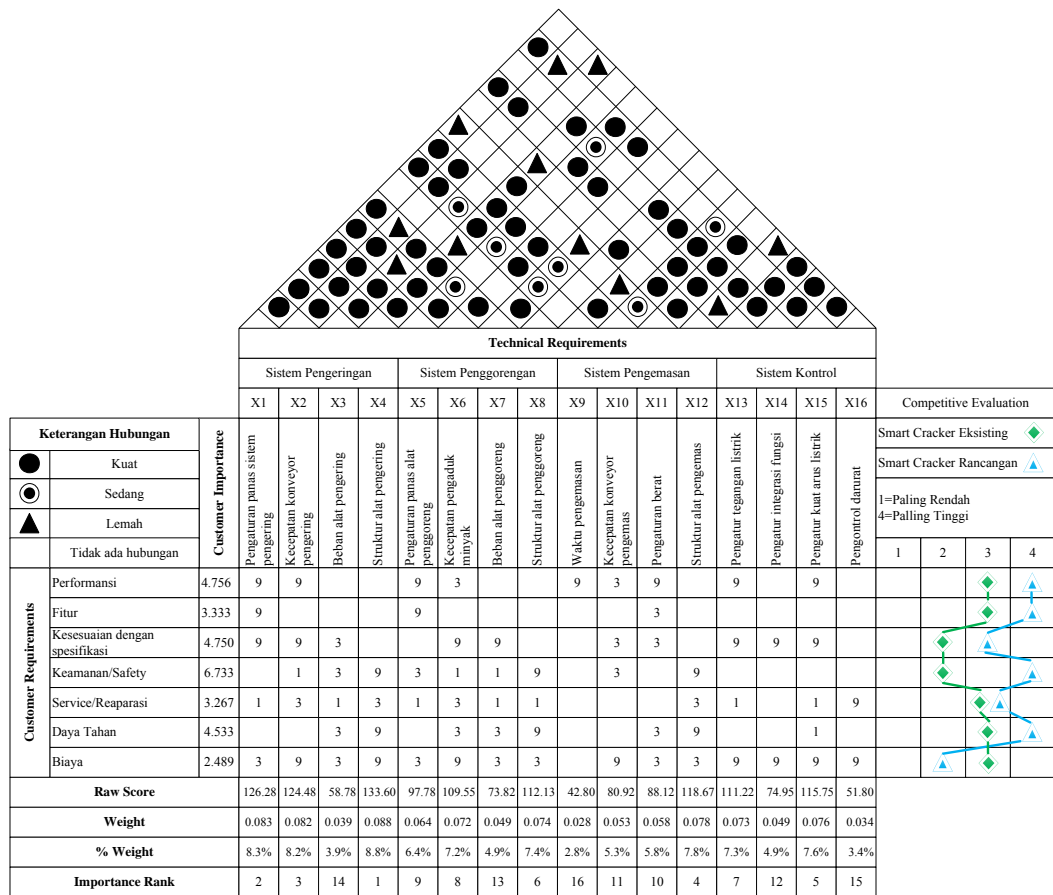 Technical Requirements
Sistem Pengeringan Sistem Penggorengan Sistem Pengemasan Sistem Kontrol
X1 X2 X3 X4 X5 X6 X7 X8 X9 X10 X11 X12 X13 X14 X15 X16 Competitive Evaluation
Keterangan Hubungan
Kuat
Sedang
Lemah
Tidak ada hubungan
Customer Importance
Pengaturan panas sistem
pengering
Kecepatan konveyor
pengering
Beban alat pengering
Struktur alat pengering
Pengaturan panas alat
penggoreng
Kecepatan pengaduk
minyak
Beban alat penggoreng
Struktur alat penggoreng
Waktu pengemasan
Kecepatan konveyor
pengemas
Pengaturan berat
Struktur alat pengemas
Pengatur tegangan listrik
Pengatur integrasi fungsi
Pengatur kuat arus listrik
Pengontrol darurat
Smart Cracker Eksisting
Smart Cracker Rancangan
1=Paling Rendah
4=Palling Tinggi
1 2 3 4
Customer Requirements
Performansi 4.756 9 9 9 3 9 3 9 9 9
Fitur 3.333 9 9 3
Kesesuaian dengan
spesifikasi 4.750 9 9 3 9 9 3 3 9 9 9
Keamanan/Safety 6.733 1 3 9 3 1 1 9 3 9
Service/Reaparasi 3.267 1 3 1 3 1 3 1 1 3 1 1 9
Daya Tahan 4.533 3 9 3 3 9 3 9 1
Biaya 2.489 3 9 3 9 3 9 3 3 9 3 3 9 9 9 9
Raw Score 126.28 124.48 58.78 133.60 97.78 109.55 73.82 112.13 42.80 80.92 88.12 118.67 111.22 74.95 115.75 51.80
Weight 0.083 0.082 0.039 0.088 0.064 0.072 0.049 0.074 0.028 0.053 0.058 0.078 0.073 0.049 0.076 0.034
% Weight 8.3% 8.2% 3.9% 8.8% 6.4% 7.2% 4.9% 7.4% 2.8% 5.3% 5.8% 7.8% 7.3% 4.9% 7.6% 3.4%
Importance Rank 2 3 14 1 9 8 13 6 16 11 10 4 7 12 5 15